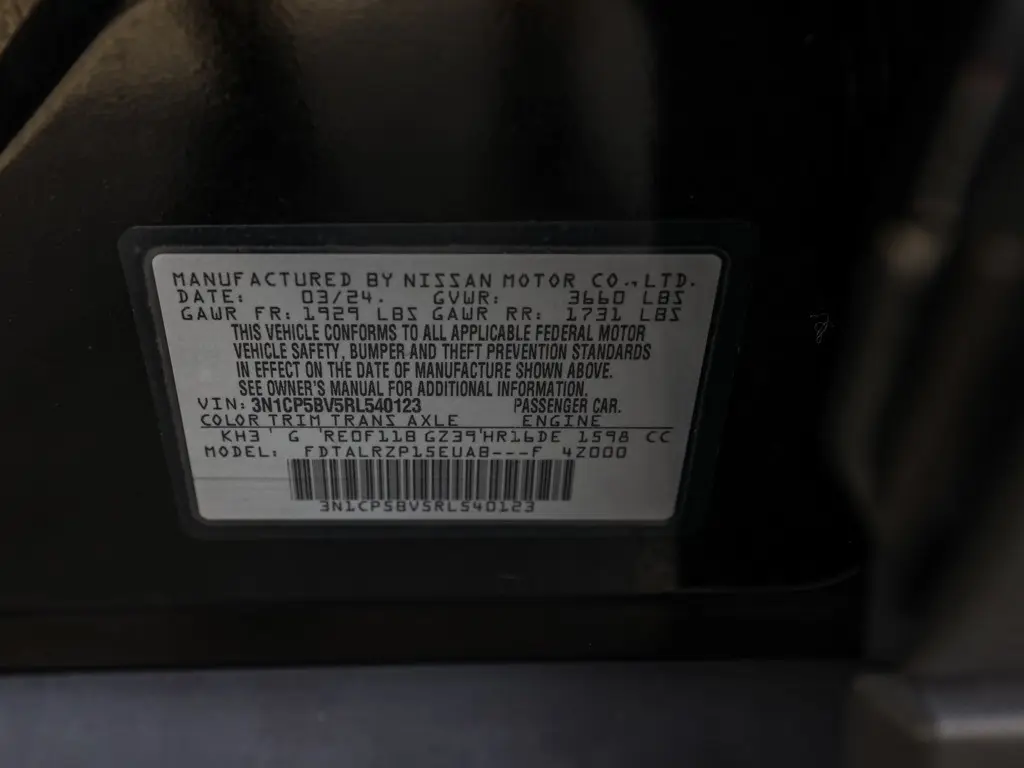 MANUFACTURED BY NISSAN MOTOR CO.,LTD.
DATE: 03/24. GVWR: 3660 LBS
GAWR FR: 1929 LBS GAWR RR: 1731 LBS
THIS VEHICLE CONFORMS TO ALL APPLICABLE FEDERAL MOTOR
VEHICLE SAFETY, BUMPER AND THEFT PREVENTION STANDARDS
IN EFFECT ON THE DATE OF MANUFACTURE SHOWN ABOVE.
SEE OWNER'S MANUAL FOR ADDITIONAL INFORMATION.
VIN: 3N1CP5BV5RL540123 PASSENGER CAR.
COLOR TRIM TRANS AXLE ENGINE
KH3 ' G 'RE0F11B GZ39'HR16DE 1598 CC
MODEL: FDTALRZP15EUAB---F 4Z000
3N1CP5BV5RL540123